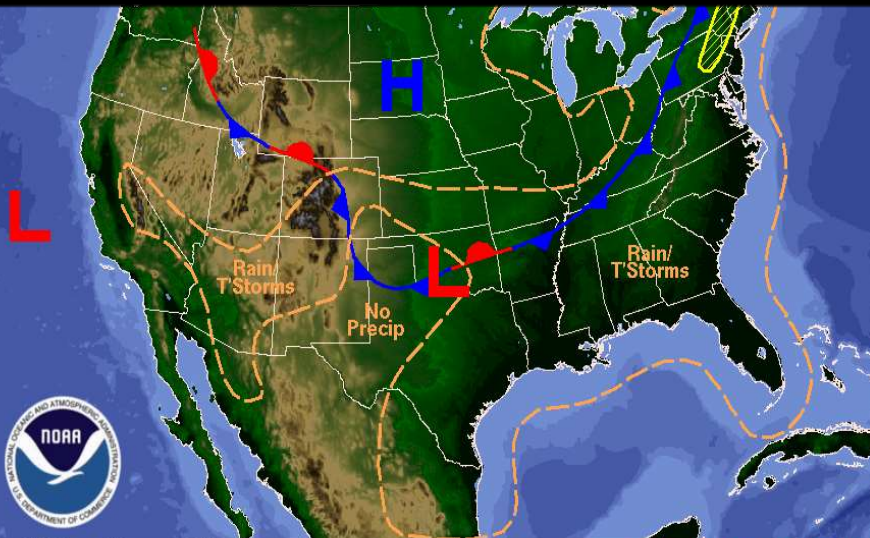 H
L
Rain/
T'Storms
L
Rain/
T'Storms
No
Precip
NATIONAL OCEANIC AND ATMOSPHERIC ADMINISTRATION
NOAA
U.S. DEPARTMENT OF COMMERCE